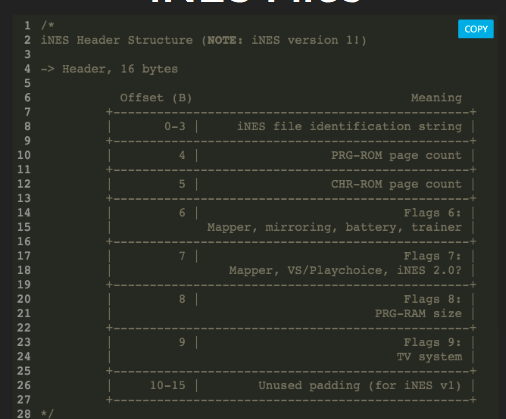 1 /*
COPY
2 iNES Header Structure (NOTE: iNES version 1!)
3
4 -> Header, 16 bytes
5
6 Offset (B) Meaning
7 +--------------------------------------------------+
8 | 0-3 | iNES file identification string |
9 +--------------------------------------------------+
10 | 4 | PRG-ROM page count |
11 +--------------------------------------------------+
12 | 5 | CHR-ROM page count |
13 +--------------------------------------------------+
14 | 6 | Flags 6: |
15 | Mapper, mirroring, battery, trainer |
16 +--------------------------------------------------+
17 | 7 | Flags 7: |
18 | Mapper, VS/Playchoice, iNES 2.0? |
19 +--------------------------------------------------+
20 | 8 | Flags 8: |
21 | PRG-RAM size |
22 +--------------------------------------------------+
23 | 9 | Flags 9: |
24 | TV system |
25 +--------------------------------------------------+
26 | 10-15 | Unused padding (for iNES v1) |
27 +--------------------------------------------------+
28 */